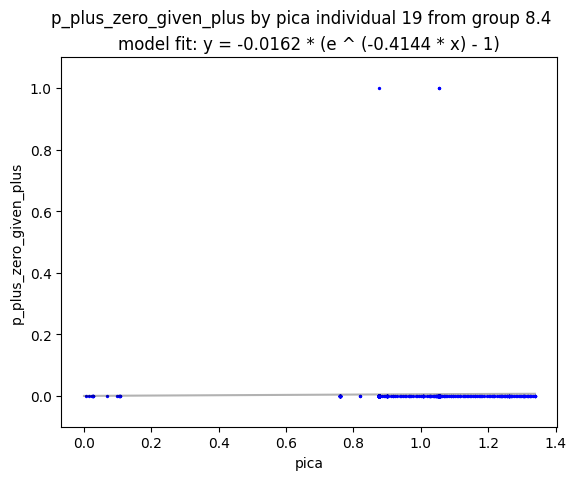 p_plus_zero_given_plus by pica individual 19 from group 8.4
model fit: y = -0.0162 * (e ^ (-0.4144 * x) - 1)
1.0
0.8
0.6
0.4
0.2
0.0
p_plus_zero_given_plus
0.0 0.2 0.4 0.6 0.8 1.0 1.2 1.4
pica